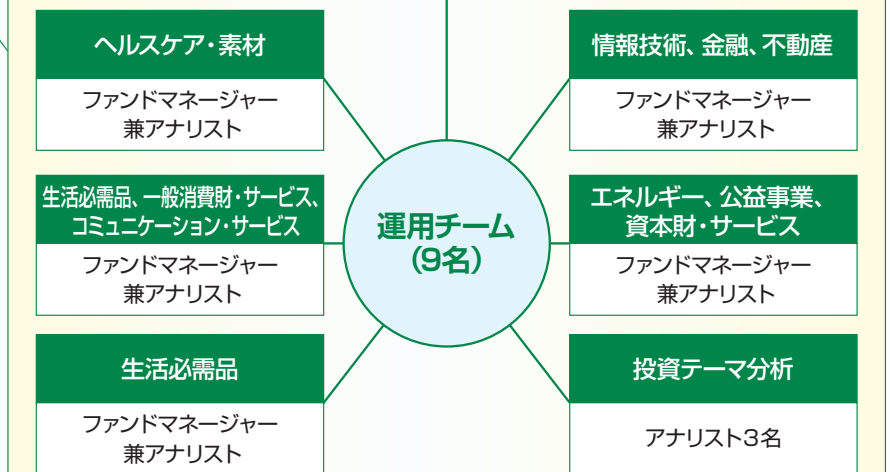 ヘルスケア・素材
ファンドマネージャー
兼アナリスト
情報技術、金融、不動産
ファンドマネージャー
兼アナリスト
生活必需品、一般消費財・サービス、
コミュニケーション・サービス
ファンドマネージャー
兼アナリスト
運用チーム
（9名）
エネルギー、公益事業、
資本財・サービス
ファンドマネージャー
兼アナリスト
生活必需品
ファンドマネージャー
兼アナリスト
投資テーマ分析
アナリスト3名